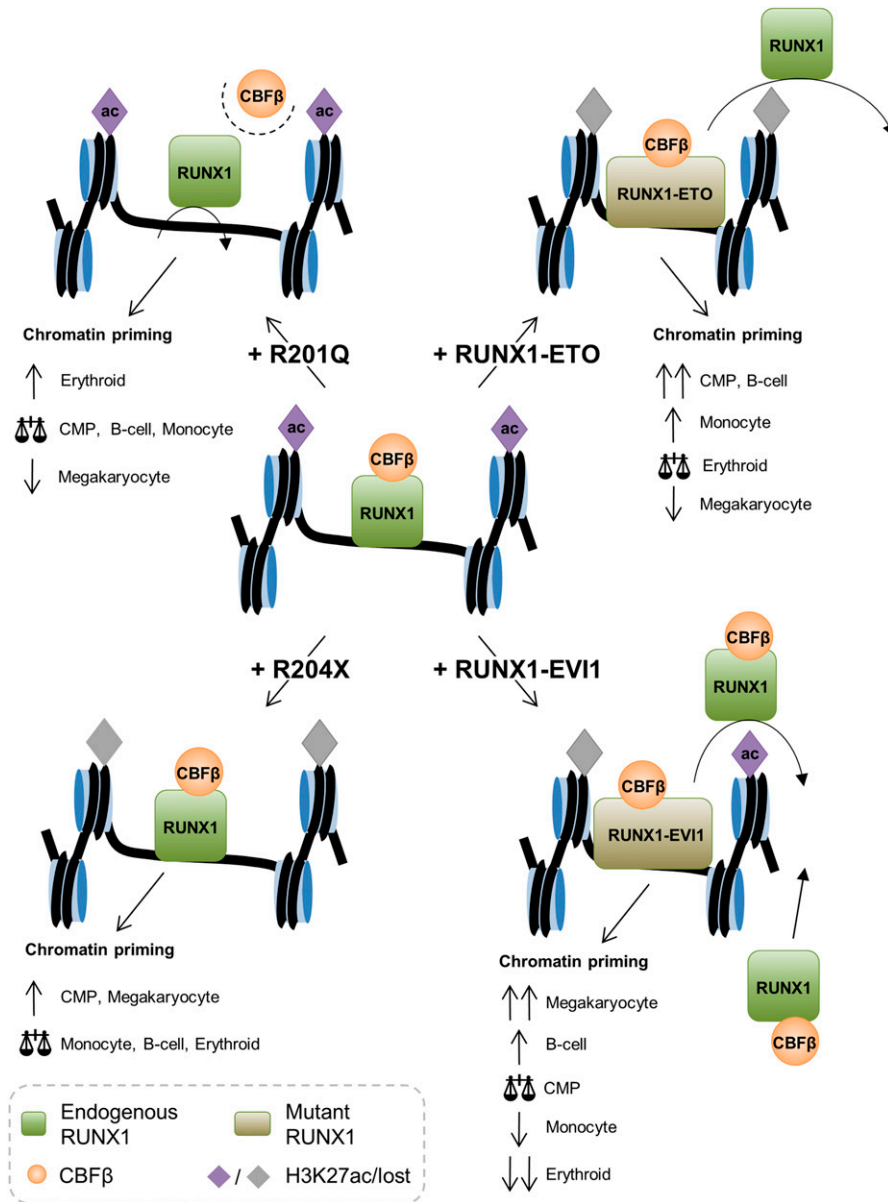 RUNX1
CBFβ
ac
ac
RUNX1
CBFβ
RUNX1-ETO
Chromatin priming
↑ Erythroid
CMP, B-cell, Monocyte
↓ Megakaryocyte
+ R201Q
+ RUNX1-ETO
Chromatin priming
↑↑ CMP, B-cell
↑ Monocyte
Erythroid
↓ Megakaryocyte
ac
ac
CBFβ
RUNX1
+ R204X
+ RUNX1-EVI1
CBFβ
RUNX1
CBFβ
RUNX1
ac
CBFβ
RUNX1-EVI1
Chromatin priming
↑ CMP, Megakaryocyte
Monocyte, B-cell, Erythroid
Chromatin priming
↑↑ Megakaryocyte
↑ B-cell
CMP
↓ Monocyte
↓↓ Erythroid
RUNX1
CBFβ
Endogenous
RUNX1
Mutant
RUNX1
CBFβ
/ H3K27ac/lost